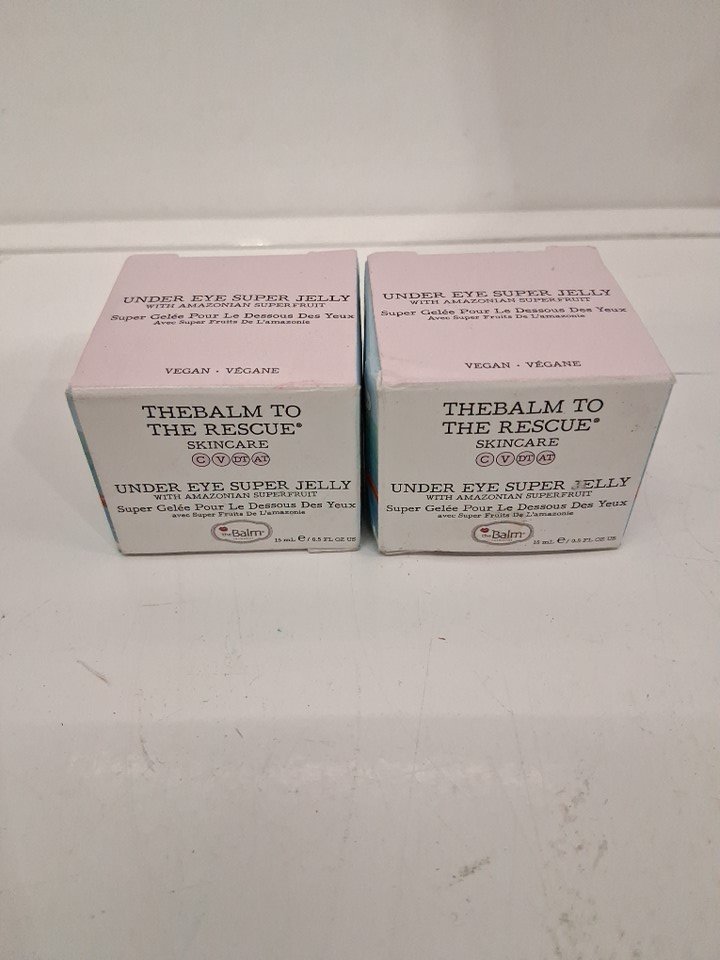 UNDER EYE SUPER JELLY
WITH AMAZONIAN SUPERFRUIT
Super Gelée Pour Le Dessous Des Yeux
Avec Super Fruits De L'amazonie
VEGAN · VÉGANE
THEBALM TO
THE RESCUE®
SKINCARE
C V DT AT
UNDER EYE SUPER JELLY
WITH AMAZONIAN SUPERFRUIT
Super Gelée Pour Le Dessous Des Yeux
avec Super Fruits De L'amazonie
theBalm®
15 mL e / 0.5 FL OZ US
UNDER EYE SUPER JELLY
WITH AMAZONIAN SUPERFRUIT
Super Gelée Pour Le Dessous Des Yeux
Avec Super Fruits De L'amazonie
VEGAN · VÉGANE
THEBALM TO
THE RESCUE®
SKINCARE
C V DT AT
UNDER EYE SUPER JELLY
WITH AMAZONIAN SUPERFRUIT
Super Gelée Pour Le Dessous Des Yeux
avec Super Fruits De L'amazonie
theBalm®
15 mL e / 0.5 FL OZ US